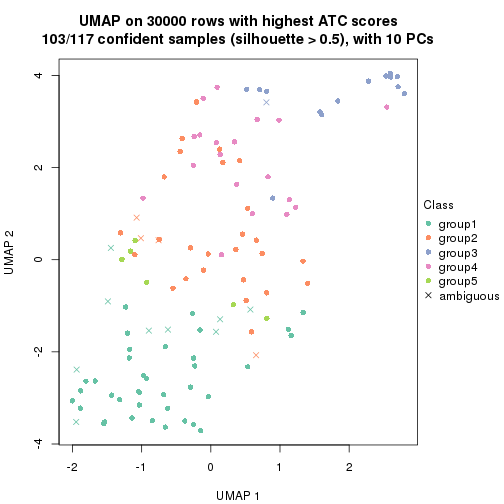 UMAP on 30000 rows with highest ATC scores
103/117 confident samples (silhouette > 0.5), with 10 PCs
4
2
0
-2
-4
UMAP 2
-2
-1
0
1
2
UMAP 1
Class
group1
group2
group3
group4
group5
ambiguous